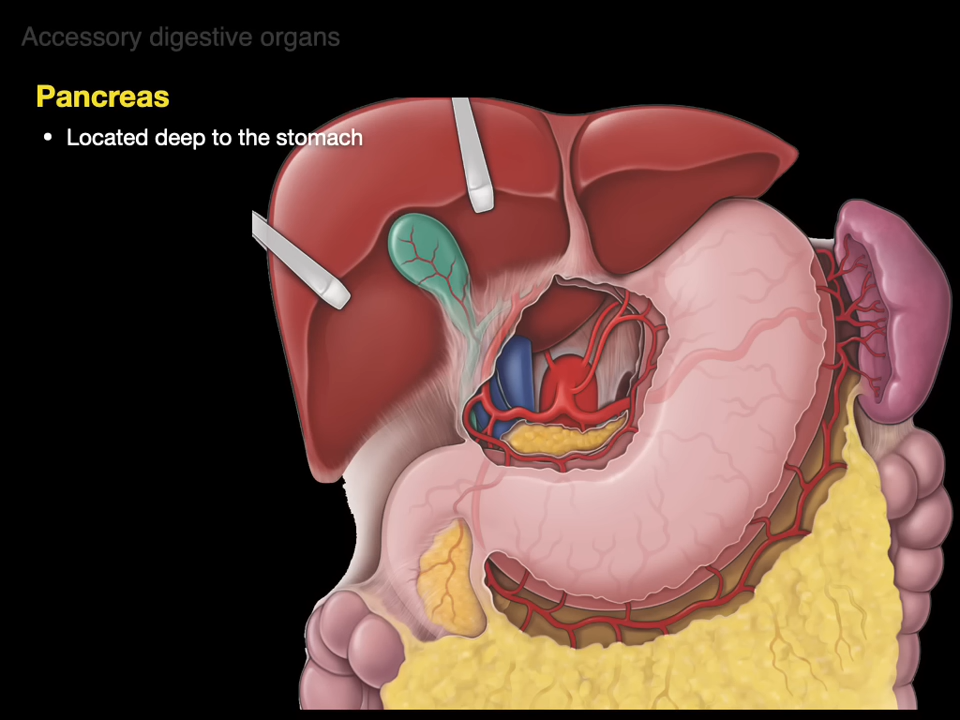 Accessory digestive organs
Pancreas
• Located deep to the stomach